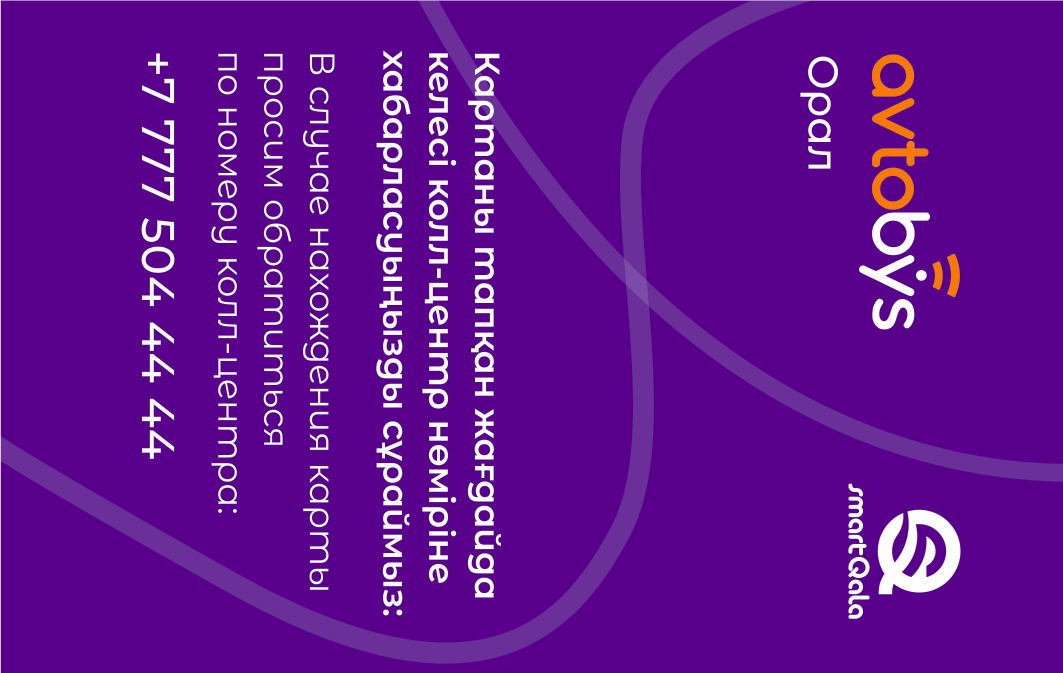 avtobys
Орал
smartQala
Картаны тапқан жағдайда
келесі колл-центр нөміріне
хабарласуыңызды сұраймыз:
В случае нахождения карты
просим обратиться
по номеру колл-центра:
+7 777 504 44 44